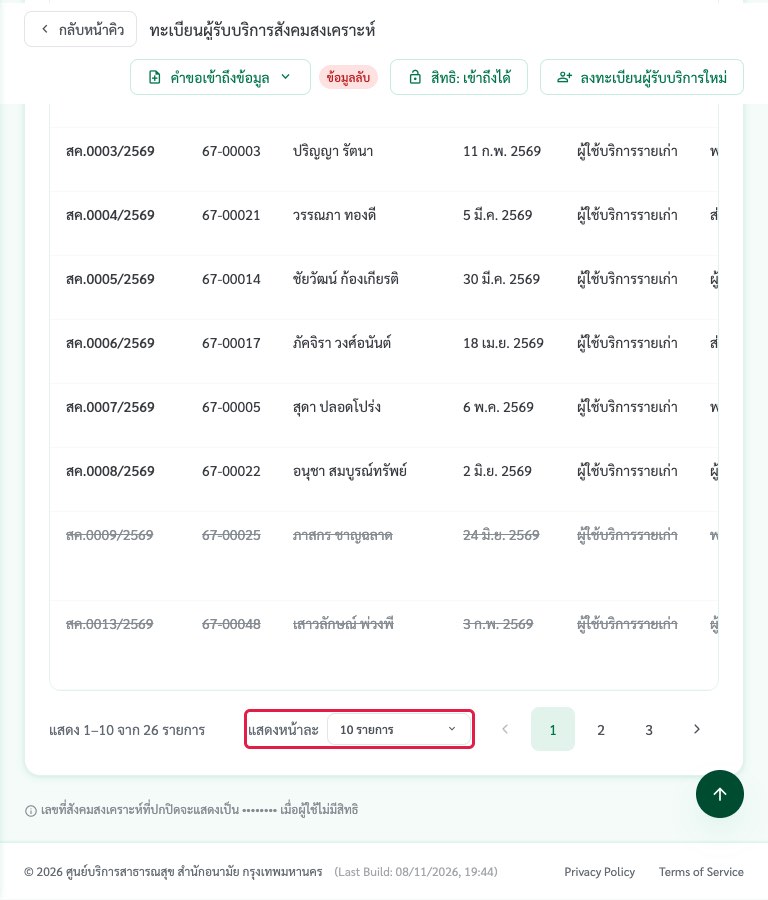 กลับหน้าคิว ทะเบียนผู้รับบริการสังคมสงเคราะห์
คำขอเข้าถึงข้อมูล ข้อมูลลับ สิทธิ: เข้าถึงได้ ลงทะเบียนผู้รับบริการใหม่
สค.0003/2569 67-00003 ปริญญา รัตนา 11 ก.พ. 2569 ผู้ใช้บริการรายเก่า
สค.0004/2569 67-00021 วรรณภา ทองดี 5 มี.ค. 2569 ผู้ใช้บริการรายเก่า
สค.0005/2569 67-00014 ชัยวัฒน์ ก้องเกียรติ 30 มี.ค. 2569 ผู้ใช้บริการรายเก่า
สค.0006/2569 67-00017 ภัคจิรา วงศ์อนันต์ 18 เม.ย. 2569 ผู้ใช้บริการรายเก่า
สค.0007/2569 67-00005 สุดา ปลอดโปร่ง 6 พ.ค. 2569 ผู้ใช้บริการรายเก่า
สค.0008/2569 67-00022 อนุชา สมบูรณ์ทรัพย์ 2 มิ.ย. 2569 ผู้ใช้บริการรายเก่า
สค.0009/2569 67-00025 ภาสกร ชาญฉลาด 24 มิ.ย. 2569 ผู้ใช้บริการรายเก่า
สค.0013/2569 67-00048 เสาวลักษณ์ พ่วงพี 3 ก.พ. 2569 ผู้ใช้บริการรายเก่า
แสดง 1–10 จาก 26 รายการ แสดงหน้าละ 10 รายการ 1 2 3
เลขที่สังคมสงเคราะห์ที่ปกปิดจะแสดงเป็น •••••••• เมื่อผู้ใช้ไม่มีสิทธิ
© 2026 ศูนย์บริการสาธารณสุข สำนักอนามัย กรุงเทพมหานคร (Last Build: 08/11/2026, 19:44) Privacy Policy Terms of Service